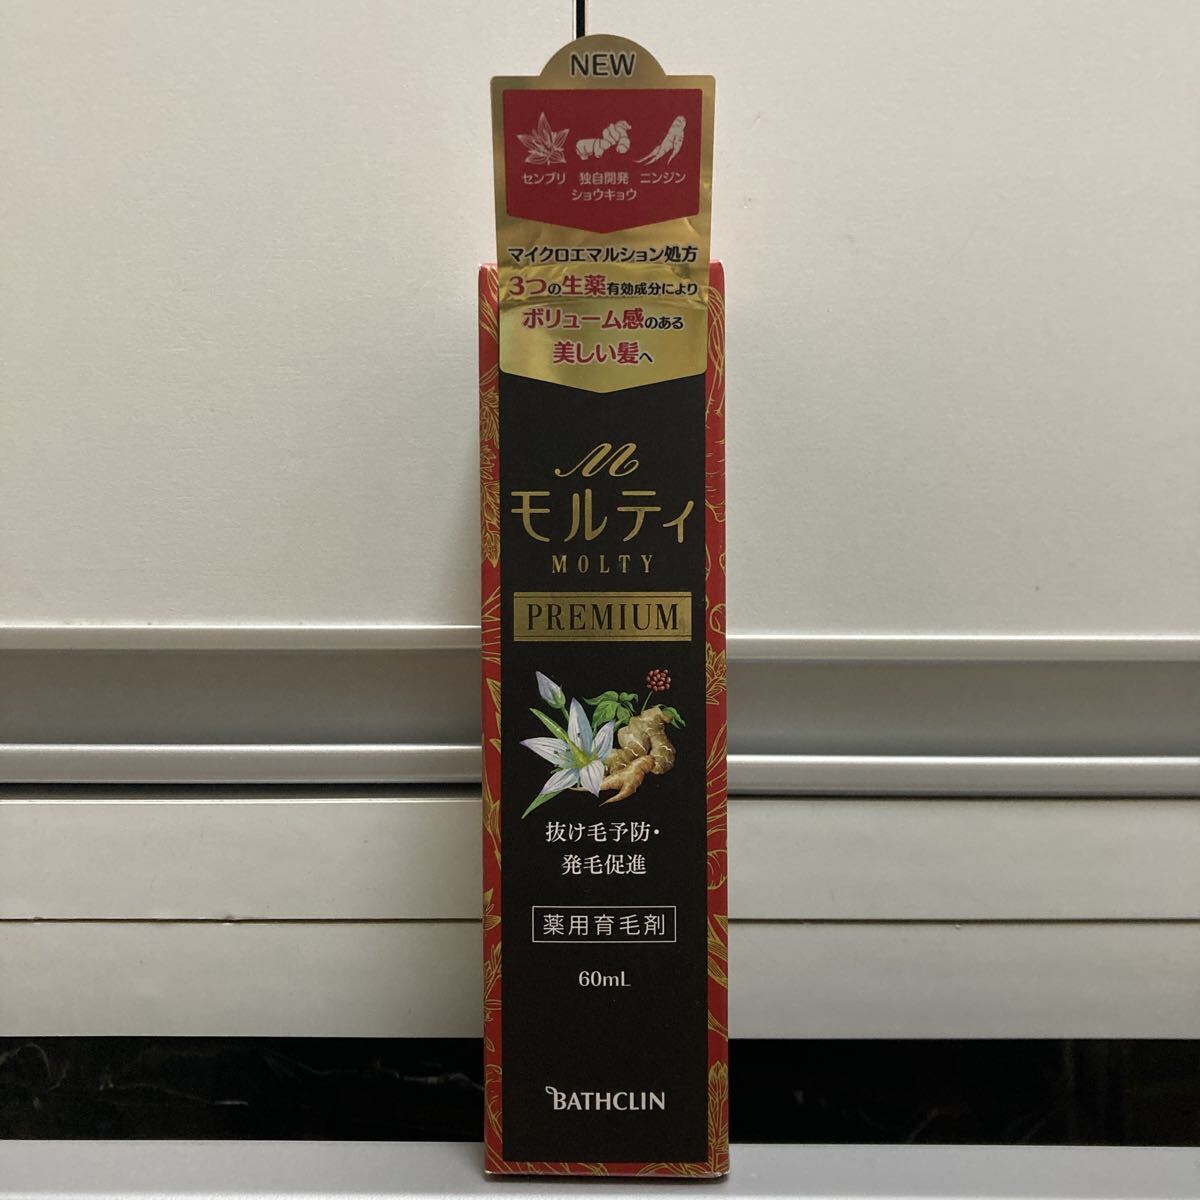 NEW
センブリ 独自開発 ニンジン
ショウキョウ
マイクロエマルション処方
3つの生薬有効成分により
ボリューム感のある
美しい髪へ
M
モルティ
MOLTY
PREMIUM
抜け毛予防・
発毛促進
薬用育毛剤
60mL
BATHCLIN